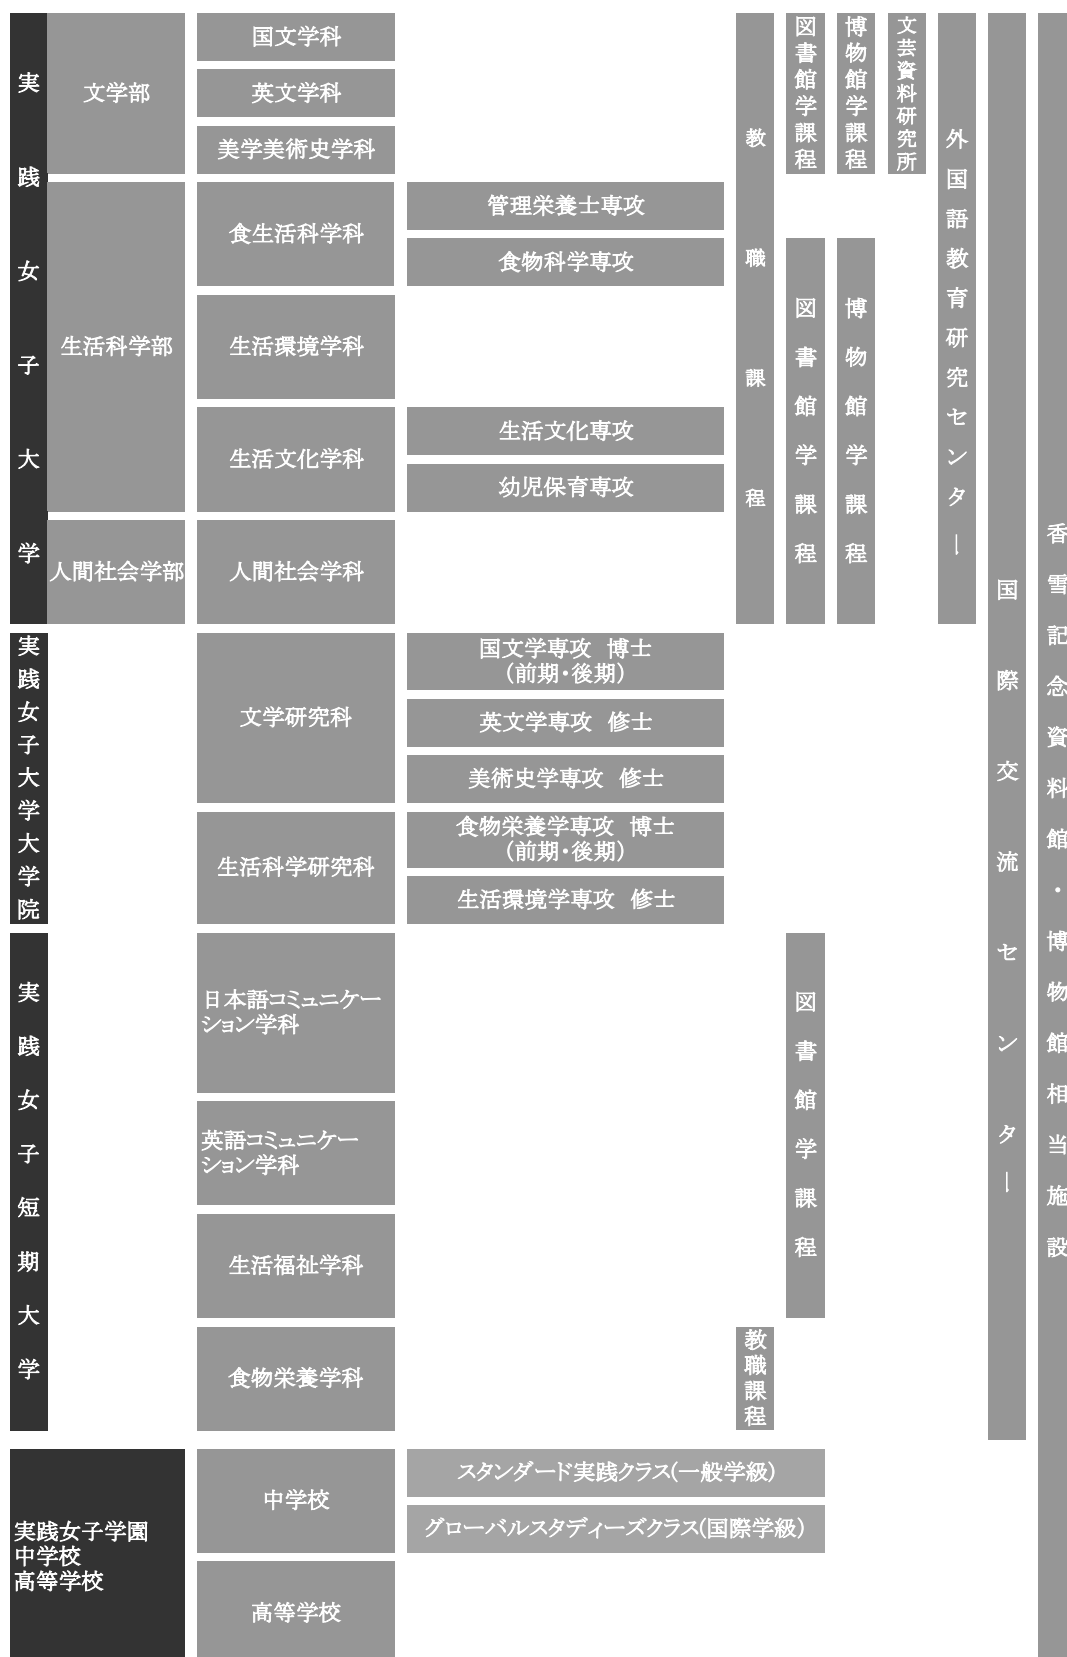 実践女子大学
文学部
国文学科
英文学科
美学美術史学科
生活科学部
食生活科学科
管理栄養士専攻
食物科学専攻
生活環境学科
生活文化学科
生活文化専攻
幼児保育専攻
人間社会学部
人間社会学科
教職課程
図書館学課程
博物館学課程
文芸資料研究所
図書館学課程
博物館学課程
外国語教育研究センター
国際交流センター
香雪記念資料館・博物館相当施設
実践女子大学大学院
文学研究科
国文学専攻　博士
(前期・後期)
英文学専攻　修士
美術史学専攻　修士
生活科学研究科
食物栄養学専攻　博士
(前期・後期)
生活環境学専攻　修士
実践女子短期大学
日本語コミュニケー
ション学科
英語コミュニケー
ション学科
生活福祉学科
食物栄養学科
図書館学課程
教職課程
実践女子学園
中学校
高等学校
中学校
スタンダード実践クラス(一般学級)
グローバルスタディーズクラス(国際学級)
高等学校